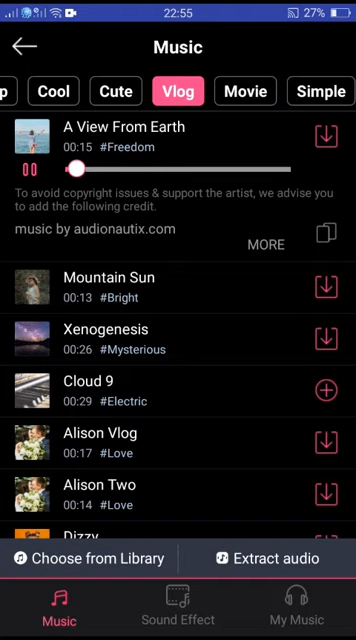 22:55
27%
Music
p
Cool
Cute
Vlog
Movie
Simple
A View From Earth
00:15 #Freedom
To avoid copyright issues & support the artist, we advise you
to add the following credit.
music by audionautix.com
MORE
Mountain Sun
00:13 #Bright
Xenogenesis
00:26 #Mysterious
Cloud 9
00:29 #Electric
Alison Vlog
00:17 #Love
Alison Two
00:14 #Love
Dizzy
Choose from Library
Extract audio
Music
Sound Effect
My Music